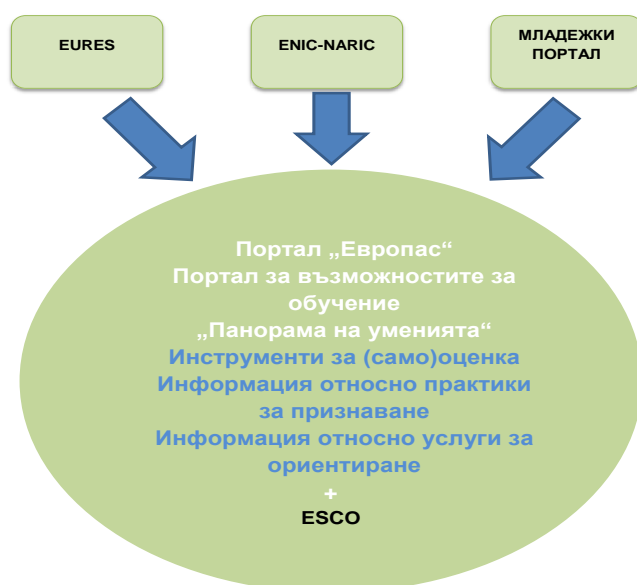 EURES
ENIC-NARIC
МЛАДЕЖКИ
ПОРТАЛ
Портал „Европас“
Портал за възможностите за
обучение
„Панорама на уменията“
Инструменти за (само)оценка
Информация относно практики
за признаване
Информация относно услуги за
ориентиране
+
ESCO